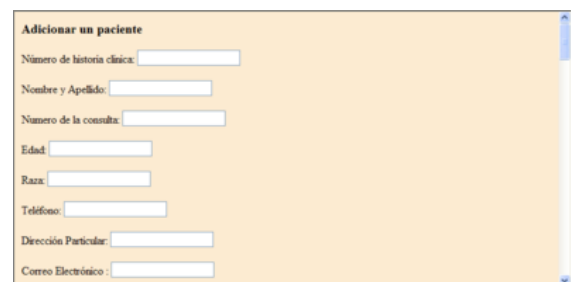 Adicionar un paciente
Número de historia clínica:
Nombre y Apellido:
Numero de la consulta:
Edad:
Raza:
Teléfono:
Dirección Particular:
Correo Electrónico :